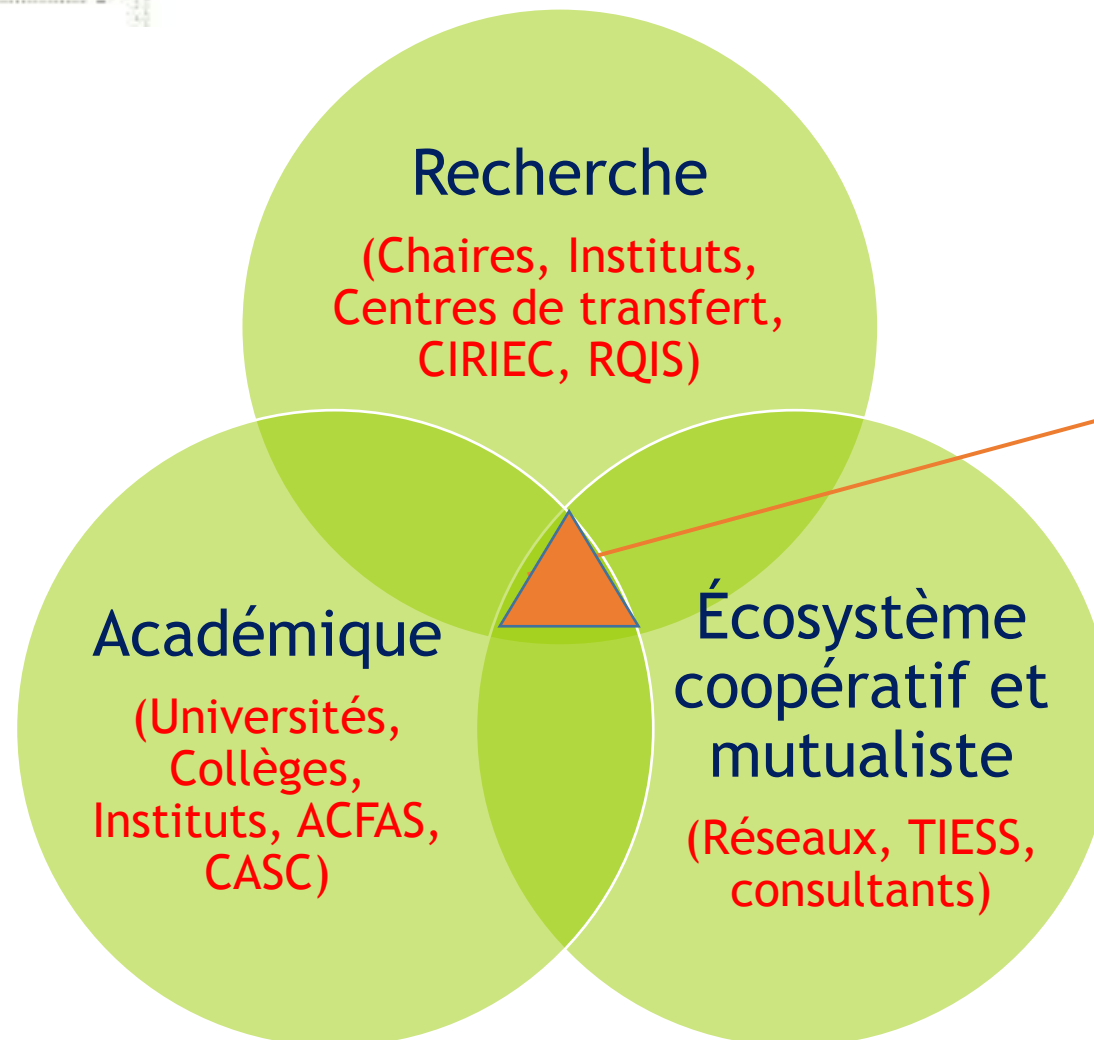 Recherche
(Chaires, Instituts,
Centres de transfert,
CIRIEC, RQIS)
Académique
(Universités,
Collèges,
Instituts, ACFAS,
CASC)
Écosystème
coopératif et
mutualiste
(Réseaux, TIESS,
consultants)